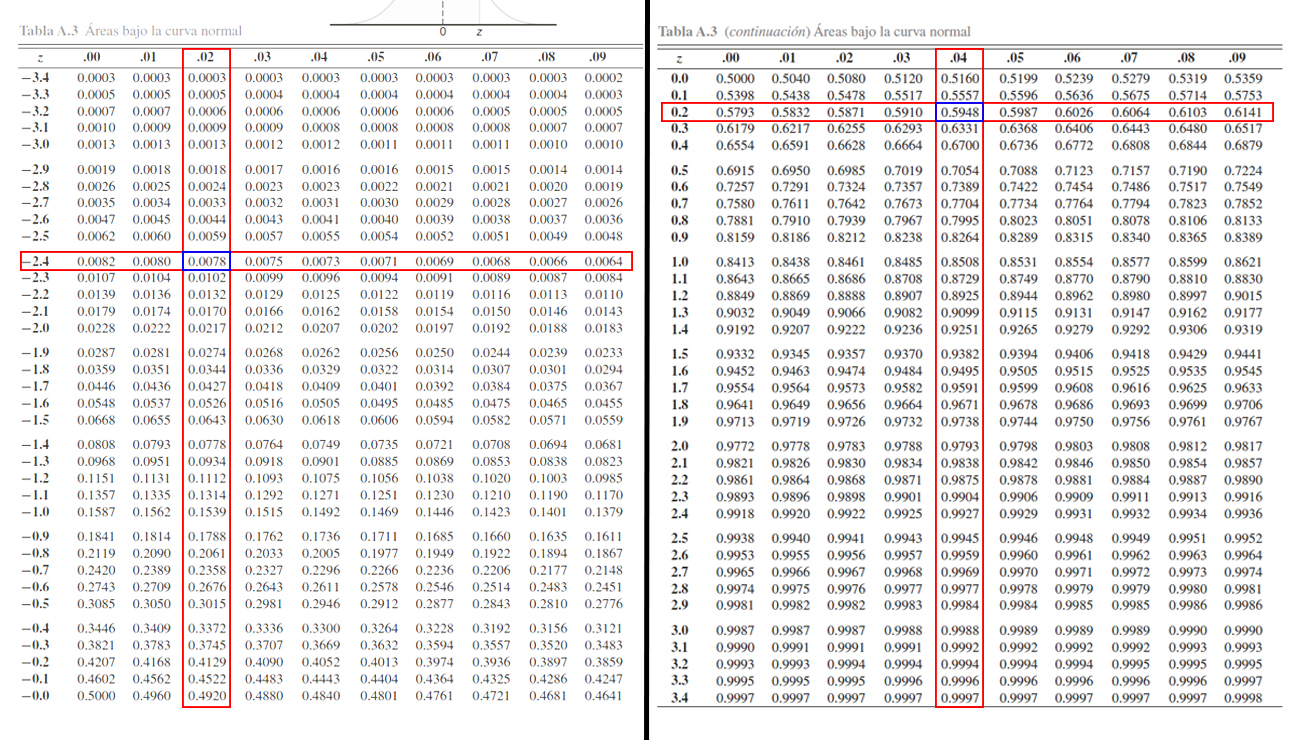 0 z
Tabla A.3 Áreas bajo la curva normal
z .00 .01 .02 .03 .04 .05 .06 .07 .08 .09
−3.4 0.0003 0.0003 0.0003 0.0003 0.0003 0.0003 0.0003 0.0003 0.0003 0.0002
−3.3 0.0005 0.0005 0.0005 0.0004 0.0004 0.0004 0.0004 0.0004 0.0004 0.0003
−3.2 0.0007 0.0007 0.0006 0.0006 0.0006 0.0006 0.0006 0.0005 0.0005 0.0005
−3.1 0.0010 0.0009 0.0009 0.0009 0.0008 0.0008 0.0008 0.0008 0.0007 0.0007
−3.0 0.0013 0.0013 0.0013 0.0012 0.0012 0.0011 0.0011 0.0011 0.0010 0.0010
−2.9 0.0019 0.0018 0.0018 0.0017 0.0016 0.0016 0.0015 0.0015 0.0014 0.0014
−2.8 0.0026 0.0025 0.0024 0.0023 0.0023 0.0022 0.0021 0.0021 0.0020 0.0019
−2.7 0.0035 0.0034 0.0033 0.0032 0.0031 0.0030 0.0029 0.0028 0.0027 0.0026
−2.6 0.0047 0.0045 0.0044 0.0043 0.0041 0.0040 0.0039 0.0038 0.0037 0.0036
−2.5 0.0062 0.0060 0.0059 0.0057 0.0055 0.0054 0.0052 0.0051 0.0049 0.0048
−2.4 0.0082 0.0080 0.0078 0.0075 0.0073 0.0071 0.0069 0.0068 0.0066 0.0064
−2.3 0.0107 0.0104 0.0102 0.0099 0.0096 0.0094 0.0091 0.0089 0.0087 0.0084
−2.2 0.0139 0.0136 0.0132 0.0129 0.0125 0.0122 0.0119 0.0116 0.0113 0.0110
−2.1 0.0179 0.0174 0.0170 0.0166 0.0162 0.0158 0.0154 0.0150 0.0146 0.0143
−2.0 0.0228 0.0222 0.0217 0.0212 0.0207 0.0202 0.0197 0.0192 0.0188 0.0183
−1.9 0.0287 0.0281 0.0274 0.0268 0.0262 0.0256 0.0250 0.0244 0.0239 0.0233
−1.8 0.0359 0.0351 0.0344 0.0336 0.0329 0.0322 0.0314 0.0307 0.0301 0.0294
−1.7 0.0446 0.0436 0.0427 0.0418 0.0409 0.0401 0.0392 0.0384 0.0375 0.0367
−1.6 0.0548 0.0537 0.0526 0.0516 0.0505 0.0495 0.0485 0.0475 0.0465 0.0455
−1.5 0.0668 0.0655 0.0643 0.0630 0.0618 0.0606 0.0594 0.0582 0.0571 0.0559
−1.4 0.0808 0.0793 0.0778 0.0764 0.0749 0.0735 0.0721 0.0708 0.0694 0.0681
−1.3 0.0968 0.0951 0.0934 0.0918 0.0901 0.0885 0.0869 0.0853 0.0838 0.0823
−1.2 0.1151 0.1131 0.1112 0.1093 0.1075 0.1056 0.1038 0.1020 0.1003 0.0985
−1.1 0.1357 0.1335 0.1314 0.1292 0.1271 0.1251 0.1230 0.1210 0.1190 0.1170
−1.0 0.1587 0.1562 0.1539 0.1515 0.1492 0.1469 0.1446 0.1423 0.1401 0.1379
−0.9 0.1841 0.1814 0.1788 0.1762 0.1736 0.1711 0.1685 0.1660 0.1635 0.1611
−0.8 0.2119 0.2090 0.2061 0.2033 0.2005 0.1977 0.1949 0.1922 0.1894 0.1867
−0.7 0.2420 0.2389 0.2358 0.2327 0.2296 0.2266 0.2236 0.2206 0.2177 0.2148
−0.6 0.2743 0.2709 0.2676 0.2643 0.2611 0.2578 0.2546 0.2514 0.2483 0.2451
−0.5 0.3085 0.3050 0.3015 0.2981 0.2946 0.2912 0.2877 0.2843 0.2810 0.2776
−0.4 0.3446 0.3409 0.3372 0.3336 0.3300 0.3264 0.3228 0.3192 0.3156 0.3121
−0.3 0.3821 0.3783 0.3745 0.3707 0.3669 0.3632 0.3594 0.3557 0.3520 0.3483
−0.2 0.4207 0.4168 0.4129 0.4090 0.4052 0.4013 0.3974 0.3936 0.3897 0.3859
−0.1 0.4602 0.4562 0.4522 0.4483 0.4443 0.4404 0.4364 0.4325 0.4286 0.4247
−0.0 0.5000 0.4960 0.4920 0.4880 0.4840 0.4801 0.4761 0.4721 0.4681 0.4641
Tabla A.3 (continuación) Áreas bajo la curva normal
z .00 .01 .02 .03 .04 .05 .06 .07 .08 .09
0.0 0.5000 0.5040 0.5080 0.5120 0.5160 0.5199 0.5239 0.5279 0.5319 0.5359
0.1 0.5398 0.5438 0.5478 0.5517 0.5557 0.5596 0.5636 0.5675 0.5714 0.5753
0.2 0.5793 0.5832 0.5871 0.5910 0.5948 0.5987 0.6026 0.6064 0.6103 0.6141
0.3 0.6179 0.6217 0.6255 0.6293 0.6331 0.6368 0.6406 0.6443 0.6480 0.6517
0.4 0.6554 0.6591 0.6628 0.6664 0.6700 0.6736 0.6772 0.6808 0.6844 0.6879
0.5 0.6915 0.6950 0.6985 0.7019 0.7054 0.7088 0.7123 0.7157 0.7190 0.7224
0.6 0.7257 0.7291 0.7324 0.7357 0.7389 0.7422 0.7454 0.7486 0.7517 0.7549
0.7 0.7580 0.7611 0.7642 0.7673 0.7704 0.7734 0.7764 0.7794 0.7823 0.7852
0.8 0.7881 0.7910 0.7939 0.7967 0.7995 0.8023 0.8051 0.8078 0.8106 0.8133
0.9 0.8159 0.8186 0.8212 0.8238 0.8264 0.8289 0.8315 0.8340 0.8365 0.8389
1.0 0.8413 0.8438 0.8461 0.8485 0.8508 0.8531 0.8554 0.8577 0.8599 0.8621
1.1 0.8643 0.8665 0.8686 0.8708 0.8729 0.8749 0.8770 0.8790 0.8810 0.8830
1.2 0.8849 0.8869 0.8888 0.8907 0.8925 0.8944 0.8962 0.8980 0.8997 0.9015
1.3 0.9032 0.9049 0.9066 0.9082 0.9099 0.9115 0.9131 0.9147 0.9162 0.9177
1.4 0.9192 0.9207 0.9222 0.9236 0.9251 0.9265 0.9279 0.9292 0.9306 0.9319
1.5 0.9332 0.9345 0.9357 0.9370 0.9382 0.9394 0.9406 0.9418 0.9429 0.9441
1.6 0.9452 0.9463 0.9474 0.9484 0.9495 0.9505 0.9515 0.9525 0.9535 0.9545
1.7 0.9554 0.9564 0.9573 0.9582 0.9591 0.9599 0.9608 0.9616 0.9625 0.9633
1.8 0.9641 0.9649 0.9656 0.9664 0.9671 0.9678 0.9686 0.9693 0.9699 0.9706
1.9 0.9713 0.9719 0.9726 0.9732 0.9738 0.9744 0.9750 0.9756 0.9761 0.9767
2.0 0.9772 0.9778 0.9783 0.9788 0.9793 0.9798 0.9803 0.9808 0.9812 0.9817
2.1 0.9821 0.9826 0.9830 0.9834 0.9838 0.9842 0.9846 0.9850 0.9854 0.9857
2.2 0.9861 0.9864 0.9868 0.9871 0.9875 0.9878 0.9881 0.9884 0.9887 0.9890
2.3 0.9893 0.9896 0.9898 0.9901 0.9904 0.9906 0.9909 0.9911 0.9913 0.9916
2.4 0.9918 0.9920 0.9922 0.9925 0.9927 0.9929 0.9931 0.9932 0.9934 0.9936
2.5 0.9938 0.9940 0.9941 0.9943 0.9945 0.9946 0.9948 0.9949 0.9951 0.9952
2.6 0.9953 0.9955 0.9956 0.9957 0.9959 0.9960 0.9961 0.9962 0.9963 0.9964
2.7 0.9965 0.9966 0.9967 0.9968 0.9969 0.9970 0.9971 0.9972 0.9973 0.9974
2.8 0.9974 0.9975 0.9976 0.9977 0.9977 0.9978 0.9979 0.9979 0.9980 0.9981
2.9 0.9981 0.9982 0.9982 0.9983 0.9984 0.9984 0.9985 0.9985 0.9986 0.9986
3.0 0.9987 0.9987 0.9987 0.9988 0.9988 0.9989 0.9989 0.9989 0.9990 0.9990
3.1 0.9990 0.9991 0.9991 0.9991 0.9992 0.9992 0.9992 0.9992 0.9993 0.9993
3.2 0.9993 0.9993 0.9994 0.9994 0.9994 0.9994 0.9994 0.9995 0.9995 0.9995
3.3 0.9995 0.9995 0.9995 0.9996 0.9996 0.9996 0.9996 0.9996 0.9996 0.9997
3.4 0.9997 0.9997 0.9997 0.9997 0.9997 0.9997 0.9997 0.9997 0.9997 0.9998